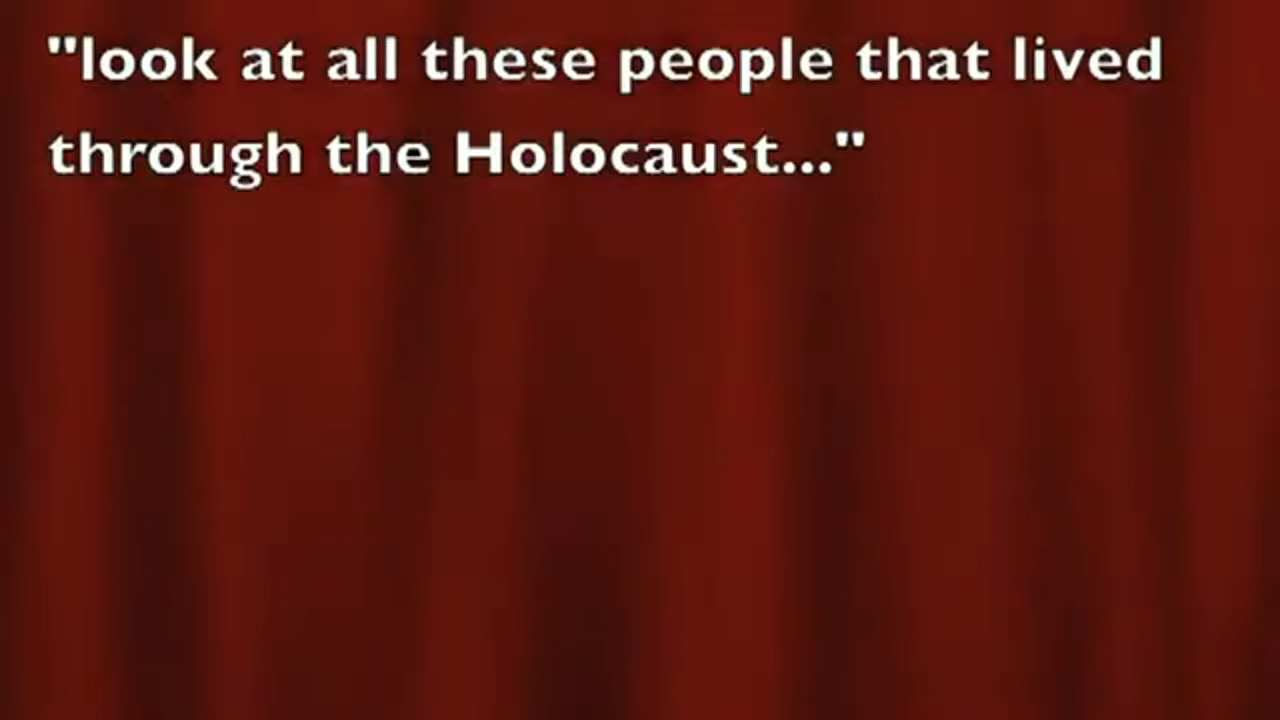 "look at all these people that lived
through the Holocaust..."